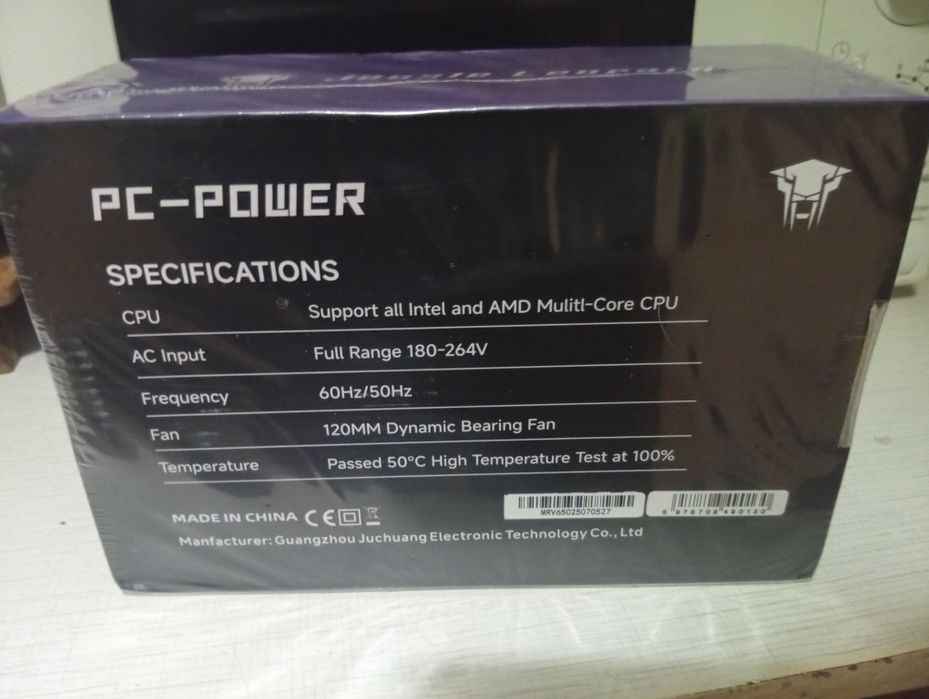 PC-POWER
SPECIFICATIONS
CPU Support all Intel and AMD Mulitl-Core CPU
AC Input Full Range 180-264V
Frequency 60Hz/50Hz
Fan 120MM Dynamic Bearing Fan
Temperature Passed 50°C High Temperature Test at 100%
MADE IN CHINA CE
MRV65025070527
Manfacturer: Guangzhou Juchuang Electronic Technology Co., Ltd